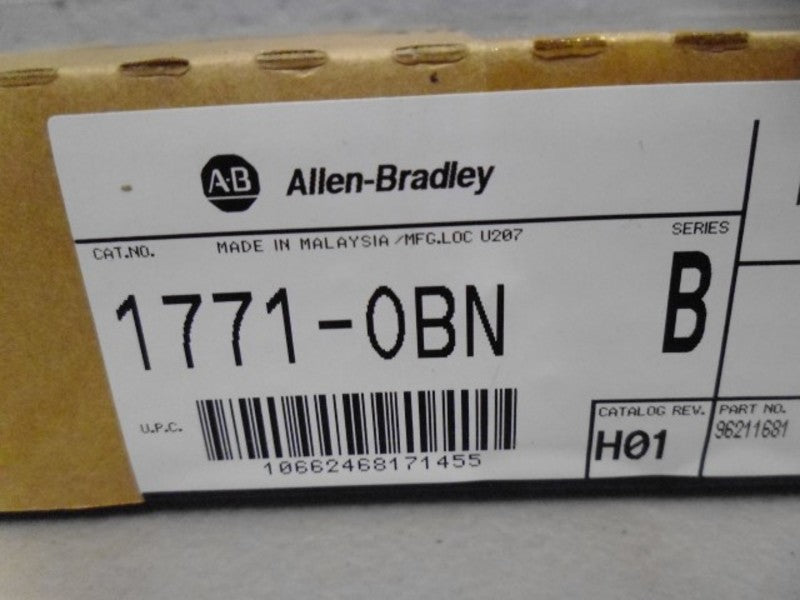 A-B Allen-Bradley
CAT.NO. MADE IN MALAYSIA /MFG.LOC U207 SERIES
1771-OBN B
U.P.C.
10662468171455
CATALOG REV. PART NO.
H01 96211681